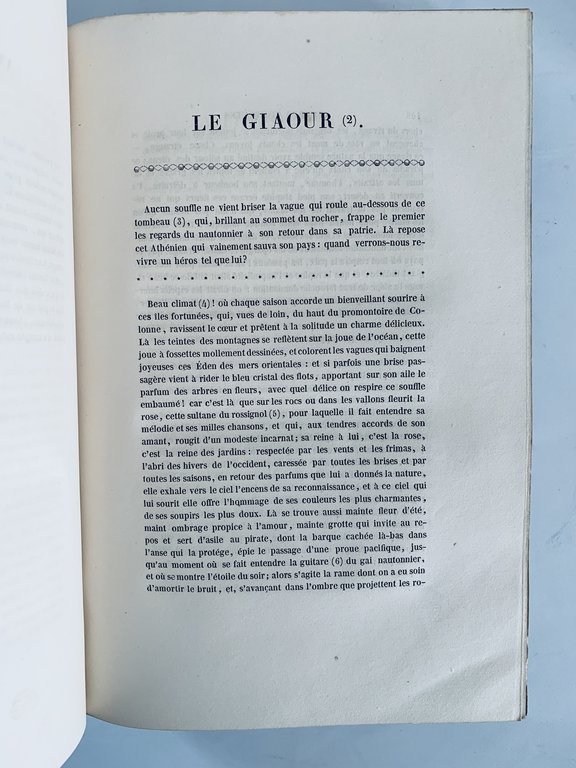 LE GIAOUR (2).
Aucun souffle ne vient briser la vague qui roule au-dessous de ce
tombeau (3), qui, brillant au sommet du rocher, frappe le premier
les regards du nautonnier à son retour dans sa patrie. Là repose
cet Athénien qui vainement sauva son pays : quand verrons-nous re-
vivre un héros tel que lui?
Beau climat (4)! où chaque saison accorde un bienveillant sourire à
ces îles fortunées, qui, vues de loin, du haut du promontoire de Co-
lonne, ravissent le cœur et prêtent à la solitude un charme délicieux.
Là les teintes des montagnes se reflètent sur la joue de l'océan, cette
joue à fossettes mollement dessinées, et colorent les vagues qui baignent
joyeuses ces Éden des mers orientales : et si parfois une brise pas-
sagère vient à rider le bleu cristal des flots, apportant sur son aile le
parfum des arbres en fleurs, avec quel délice on respire ce souffle
embaumé! car c'est là que sur les rocs ou dans les vallons fleurit la
rose, cette sultane du rossignol (5), pour laquelle il fait entendre sa
mélodie et ses milles chansons, et qui, aux tendres accords de son
amant, rougit d'un modeste incarnat; sa reine à lui, c'est la rose,
c'est la reine des jardins : respectée par les vents et les frimas, à
l'abri des hivers de l'occident, caressée par toutes les brises et par
toutes les saisons, en retour des parfums que lui a donnés la nature,
elle exhale vers le ciel l'encens de sa reconnaissance, et à ce ciel qui
lui sourit elle offre l'hommage de ses couleurs les plus charmantes,
de ses soupirs les plus doux. Là se trouve aussi mainte fleur d'été,
maint ombrage propice à l'amour, mainte grotte qui invite au re-
pos et sert d'asile au pirate, dont la barque cachée là-bas dans
l'anse qui la protége, épie le passage d'une proue pacifique, jus-
qu'au moment où se fait entendre la guitare (6) du gai nautonnier,
et où se montre l'étoile du soir; alors s'agite la rame dont on a eu soin
d'amortir le bruit, et, s'avançant dans l'ombre que projettent les ro-